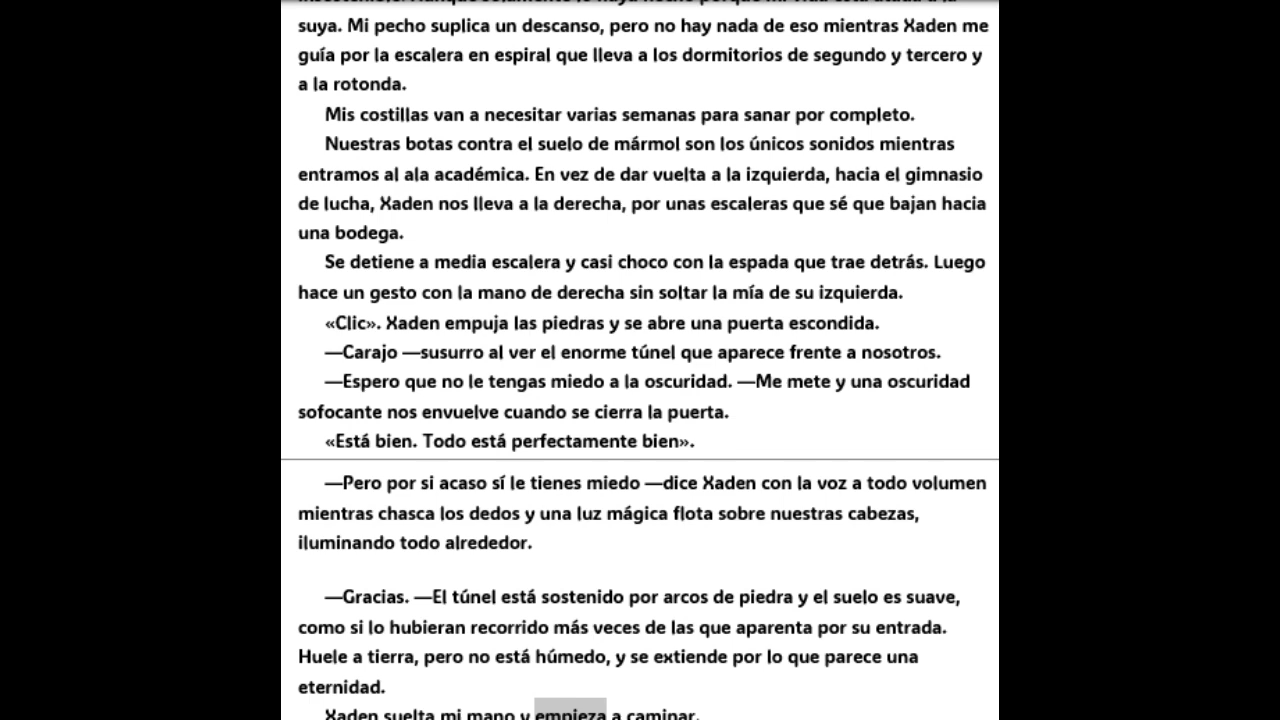 suya. Mi pecho suplica un descanso, pero no hay nada de eso mientras Xaden me
guía por la escalera en espiral que lleva a los dormitorios de segundo y tercero y
a la rotonda.
Mis costillas van a necesitar varias semanas para sanar por completo.
Nuestras botas contra el suelo de mármol son los únicos sonidos mientras
entramos al ala académica. En vez de dar vuelta a la izquierda, hacia el gimnasio
de lucha, Xaden nos lleva a la derecha, por unas escaleras que sé que bajan hacia
una bodega.
Se detiene a media escalera y casi choco con la espada que trae detrás. Luego
hace un gesto con la mano de derecha sin soltar la mía de su izquierda.
«Clic». Xaden empuja las piedras y se abre una puerta escondida.
—Carajo —susurro al ver el enorme túnel que aparece frente a nosotros.
—Espero que no le tengas miedo a la oscuridad. —Me mete y una oscuridad
sofocante nos envuelve cuando se cierra la puerta.
«Está bien. Todo está perfectamente bien».
—Pero por si acaso sí le tienes miedo —dice Xaden con la voz a todo volumen
mientras chasca los dedos y una luz mágica flota sobre nuestras cabezas,
iluminando todo alrededor.
—Gracias. —El túnel está sostenido por arcos de piedra y el suelo es suave,
como si lo hubieran recorrido más veces de las que aparenta por su entrada.
Huele a tierra, pero no está húmedo, y se extiende por lo que parece una
eternidad.
Xaden suelta mi mano y empieza a caminar.